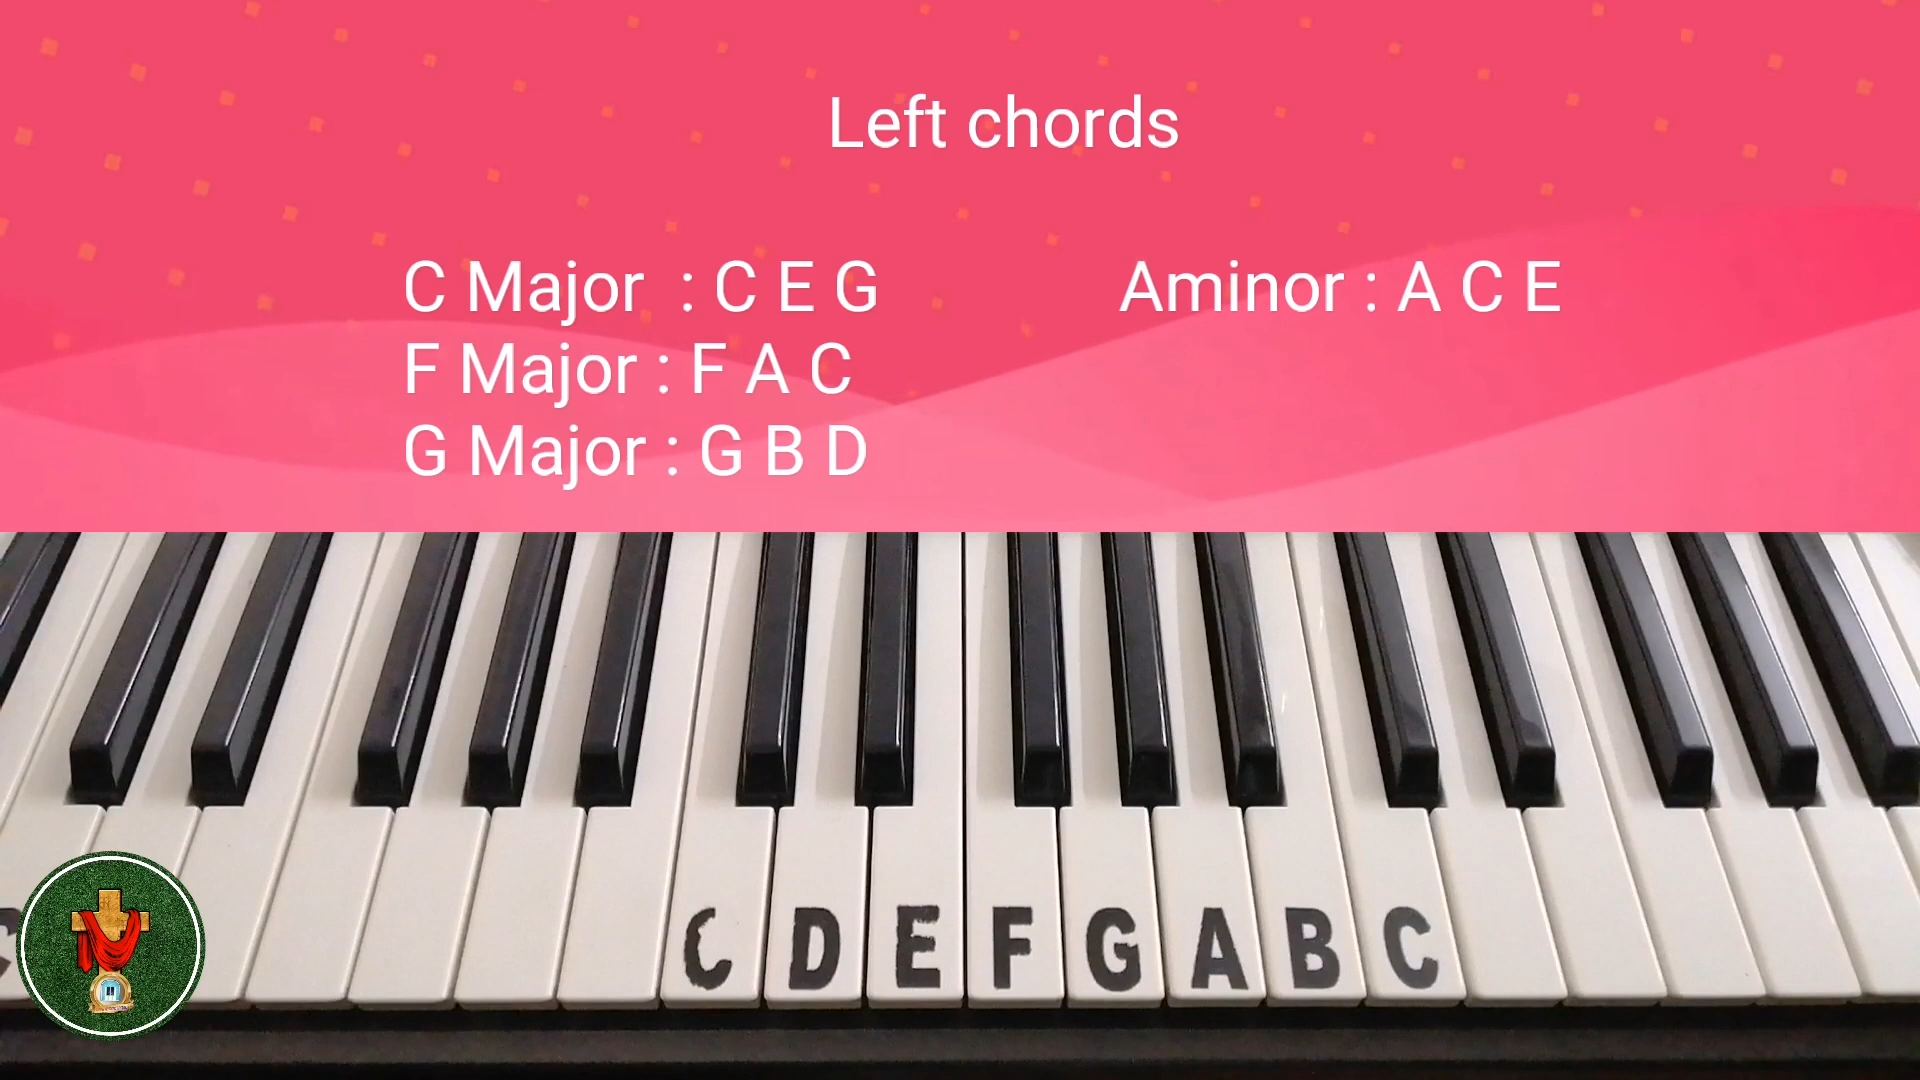 Left chords
C Major : C E G
F Major : F A C
G Major : G B D
Aminor : A C E
C D E F G A B C